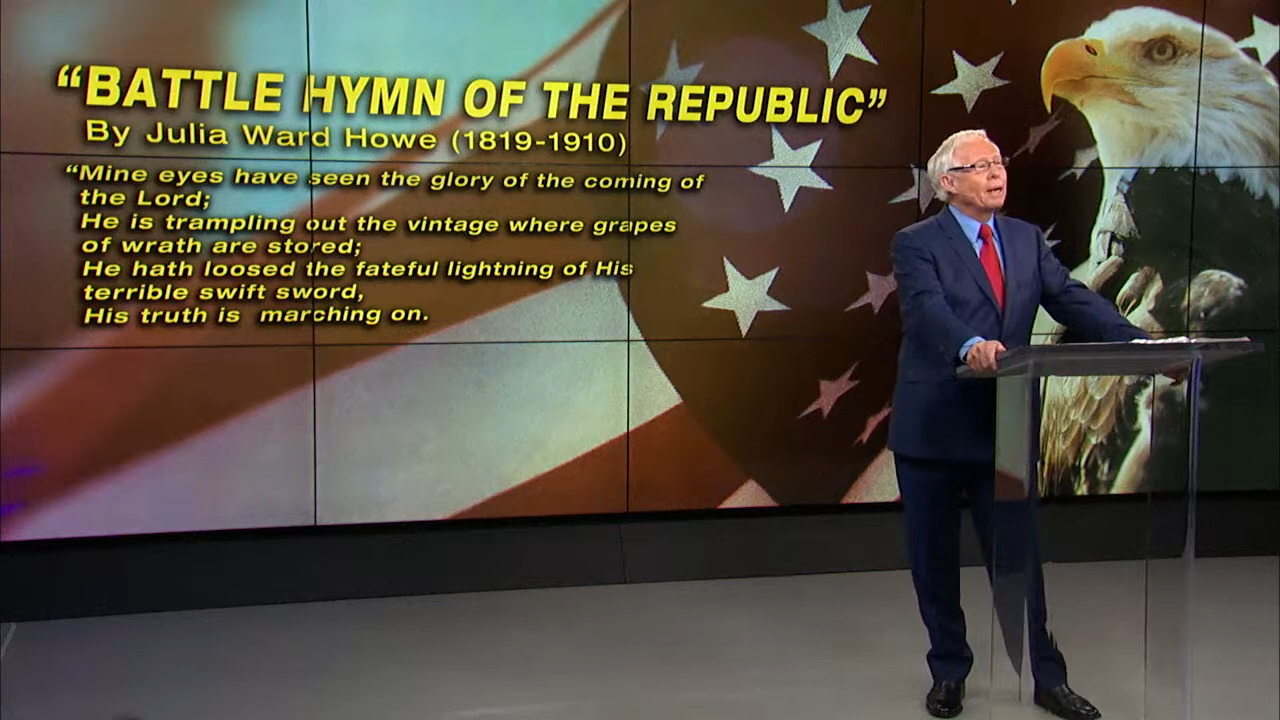 “BATTLE HYMN OF THE REPUBLIC”
By Julia Ward Howe (1819-1910)
“Mine eyes have seen the glory of the coming of
the Lord;
He is trampling out the vintage where grapes
of wrath are stored;
He hath loosed the fateful lightning of His
terrible swift sword,
His truth is marching on.